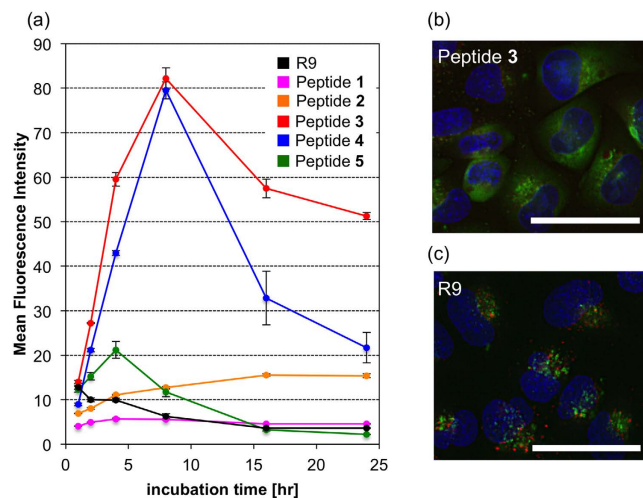 (a)
90
80
70
60
50
40
30
20
10
0
Mean Fluorescence Intensity
R9
Peptide 1
Peptide 2
Peptide 3
Peptide 4
Peptide 5
0 5 10 15 20 25
incubation time [hr]
(b)
Peptide 3
(c)
R9